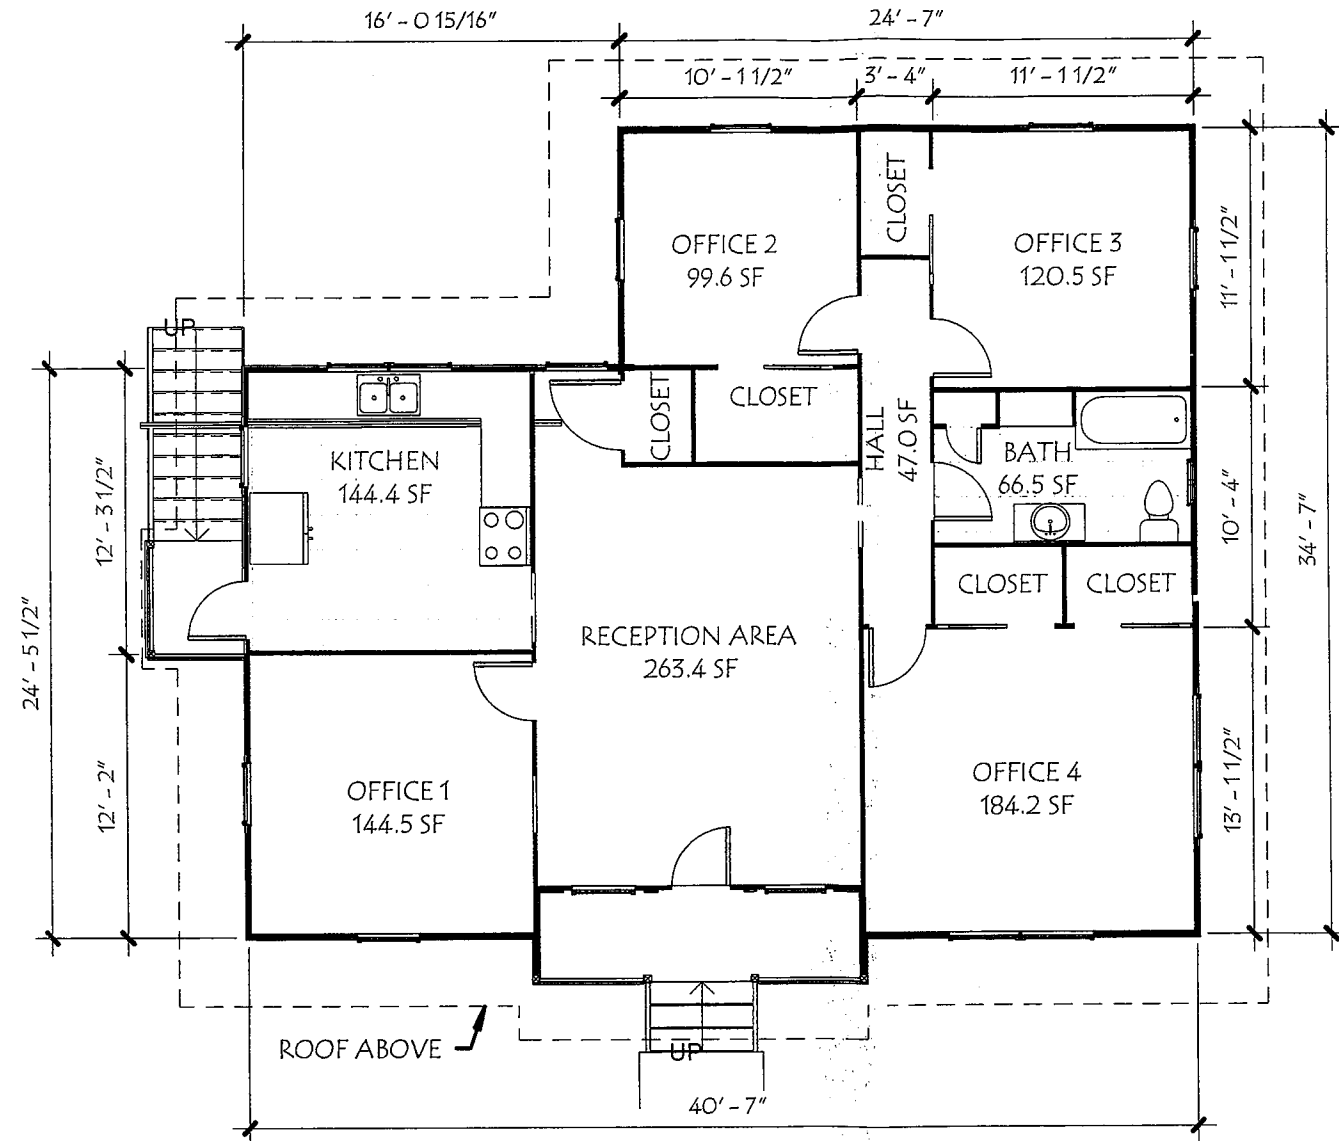 16' - 0 15/16"
24' - 7"
10' - 1 1/2"
3' - 4"
11' - 1 1/2"
CLOSET
OFFICE 2
99.6 SF
OFFICE 3
120.5 SF
11' - 1 1/2"
UP
CLOSET
CLOSET
HALL
47.0 SF
KITCHEN
144.4 SF
BATH
66.5 SF
12' - 3 1/2"
10' - 4"
34' - 7"
CLOSET
CLOSET
24' - 5 1/2"
RECEPTION AREA
263.4 SF
OFFICE 1
144.5 SF
OFFICE 4
184.2 SF
12' - 2"
13' - 1 1/2"
ROOF ABOVE
UP
40' - 7"